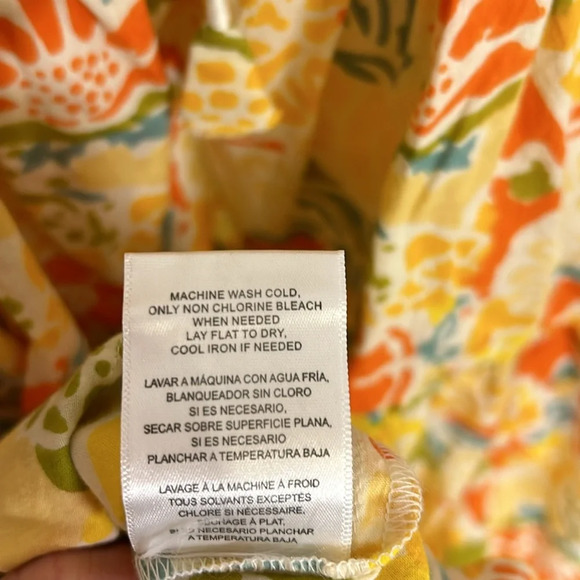 MACHINE WASH COLD,
ONLY NON CHLORINE BLEACH
WHEN NEEDED
LAY FLAT TO DRY,
COOL IRON IF NEEDED
LAVAR A MÁQUINA CON AGUA FRÍA,
BLANQUEADOR SIN CLORO
SI ES NECESARIO,
SECAR SOBRE SUPERFICIE PLANA,
SI ES NECESARIO
PLANCHAR A TEMPERATURA BAJA
LAVAGE À LA MACHINE À FROID
TOUS SOLVANTS EXCEPTÉS
CHLORE SI NÉCESSAIRE,
SÉCHAGE À PLAT,
NECESARIO PLANCHAR
A TEMPERATURA BAJA